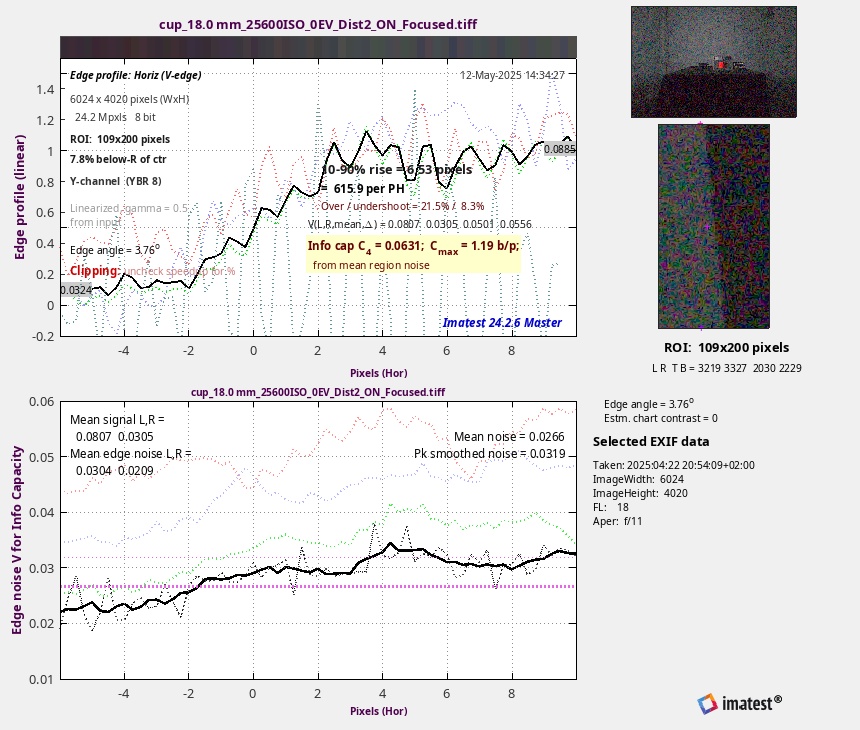 cup_18.0 mm_25600ISO_0EV_Dist2_ON_Focused.tiff
Edge profile: Horiz (V-edge)
12-May-2025 14:34:27
6024 x 4020 pixels (WxH)
24.2 Mpxls 8 bit
ROI: 109x200 pixels
7.8% below-R of ctr
Y-channel (YBR 8)
Linearized, gamma = 0.5
from input
Edge angle = 3.76°
Clipping: uncheck speedup for %
0.0324
0.0885
10-90% rise = 6.53 pixels
= 615.9 per PH
Over / undershoot = 21.5% / 8.3%
V(L,R,mean,Δ) = 0.0807 0.0305 0.0501 0.0556
Info cap C4 = 0.0631; Cmax = 1.19 b/p;
from mean region noise
Imatest 24.2.6 Master
Edge profile (linear)
1.4
1.2
1
0.8
0.6
0.4
0.2
0
-0.2
-4
-2
0
2
4
6
8
Pixels (Hor)
cup_18.0 mm_25600ISO_0EV_Dist2_ON_Focused.tiff
Mean signal L,R =
0.0807 0.0305
Mean edge noise L,R =
0.0304 0.0209
Mean noise = 0.0266
Pk smoothed noise = 0.0319
Edge noise V for Info Capacity
0.06
0.05
0.04
0.03
0.02
0.01
-4
-2
0
2
4
6
8
Pixels (Hor)
ROI: 109x200 pixels
L R T B = 3219 3327 2030 2229
Edge angle = 3.76°
Estm. chart contrast = 0
Selected EXIF data
Taken: 2025:04:22 20:54:09+02:00
ImageWidth: 6024
ImageHeight: 4020
FL: 18
Aper: f/11
imatest®